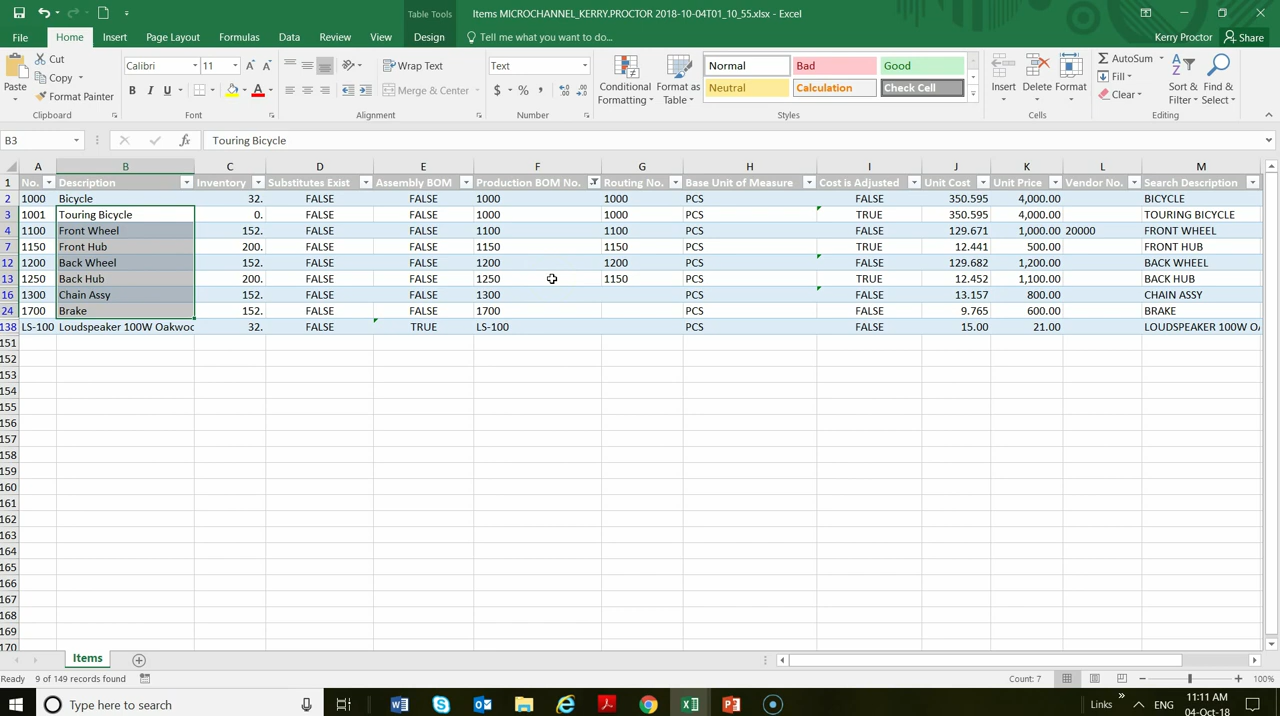 Items MICROCHANNEL_KERRY.PROCTOR 2018-10-04T01_10_55.xlsx - Excel
Table Tools
File Home Insert Page Layout Formulas Data Review View Design Tell me what you want to do... Kerry Proctor Share
Paste Cut Copy Format Painter Clipboard
Calibri 11 B I U A Font
Wrap Text Merge & Center Alignment
Text $ % , Number
Conditional Formatting Format as Table Normal Bad Good Neutral Calculation Check Cell Styles
Insert Delete Format Cells
AutoSum Fill Clear Sort & Filter Find & Select Editing
B3 fx Touring Bicycle
A B C D E F G H I J K L M
1 No. Description Inventory Substitutes Exist Assembly BOM Production BOM No. Routing No. Base Unit of Measure Cost is Adjusted Unit Cost Unit Price Vendor No. Search Description
2 1000 Bicycle 32. FALSE FALSE 1000 1000 PCS FALSE 350.595 4,000.00 BICYCLE
3 1001 Touring Bicycle 0. FALSE FALSE 1000 1000 PCS TRUE 350.595 4,000.00 TOURING BICYCLE
4 1100 Front Wheel 152. FALSE FALSE 1100 1100 PCS FALSE 129.671 1,000.00 20000 FRONT WHEEL
7 1150 Front Hub 200. FALSE FALSE 1150 1150 PCS TRUE 12.441 500.00 FRONT HUB
12 1200 Back Wheel 152. FALSE FALSE 1200 1200 PCS FALSE 129.682 1,200.00 BACK WHEEL
13 1250 Back Hub 200. FALSE FALSE 1250 1150 PCS TRUE 12.452 1,100.00 BACK HUB
16 1300 Chain Assy 152. FALSE FALSE 1300 PCS FALSE 13.157 800.00 CHAIN ASSY
24 1700 Brake 152. FALSE FALSE 1700 PCS FALSE 9.765 600.00 BRAKE
138 LS-100 Loudspeaker 100W Oakwoo 32. FALSE TRUE LS-100 PCS FALSE 15.00 21.00 LOUDSPEAKER 100W O
151
152
153
154
155
156
157
158
159
160
161
162
163
164
165
166
167
168
169
170
Items
Ready 9 of 149 records found Count: 7 100%
Type here to search Links ENG 11:11 AM
04-Oct-18